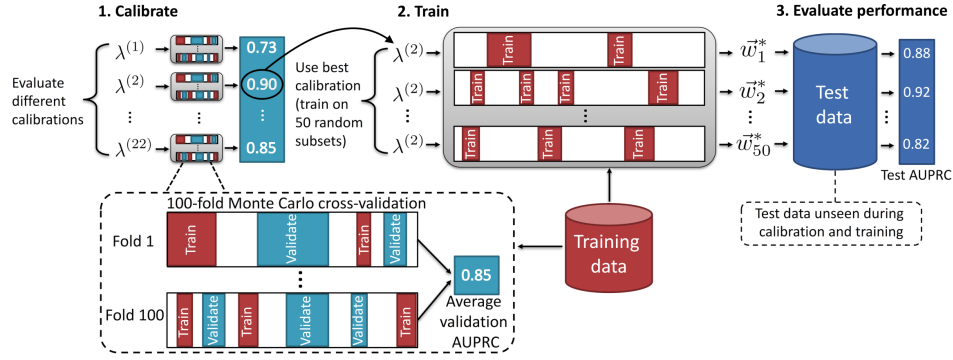 1. Calibrate
2. Train
3. Evaluate performance
Evaluate
different
calibrations
λ^(1)
λ^(2)
...
λ^(22)
0.73
0.90
...
0.85
Use best
calibration
(train on
50 random
subsets)
λ^(2)
λ^(2)
...
λ^(2)
Train
Train
Train
Train
Train
Train
...
Train
Train
Train
w⃗*₁
w⃗*₂
...
w⃗*₅₀
Test
data
0.88
0.92
...
0.82
Test AUPRC
Test data unseen during
calibration and training
100-fold Monte Carlo cross-validation
Fold 1
Train
Validate
Train
Validate
...
Fold 100
Train
Validate
Train
Validate
Validate
Train
0.85
Average
validation
AUPRC
Training
data